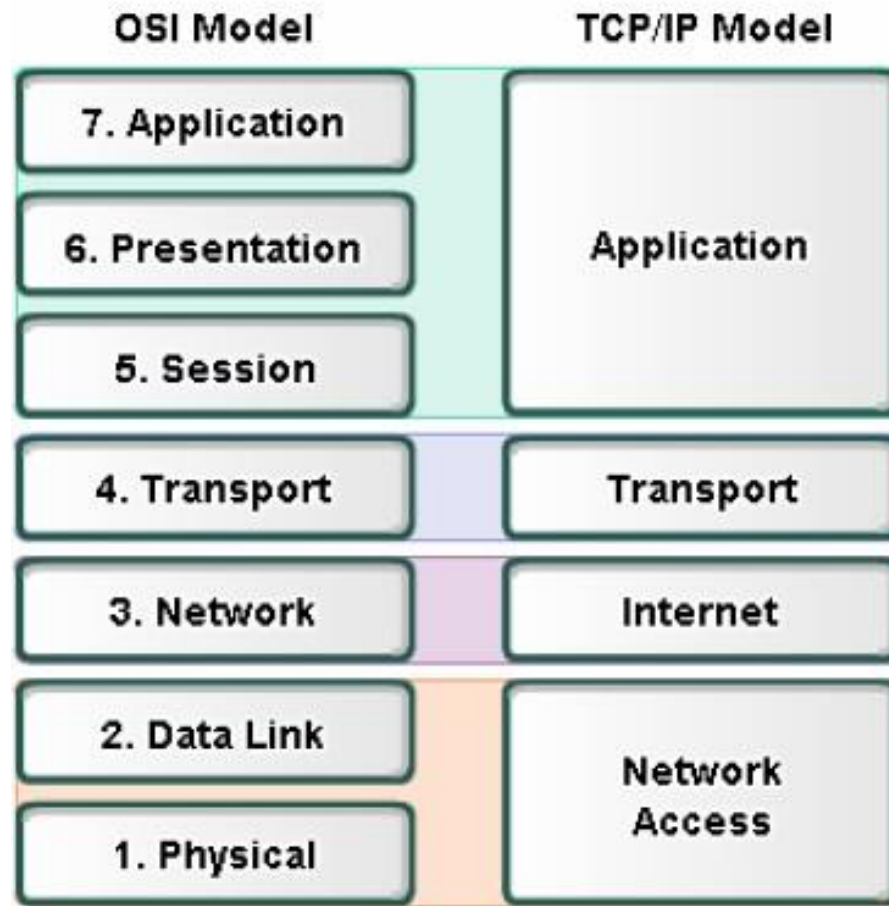 OSI Model
TCP/IP Model
7. Application
6. Presentation
5. Session
Application
4. Transport
Transport
3. Network
Internet
2. Data Link
1. Physical
Network
Access